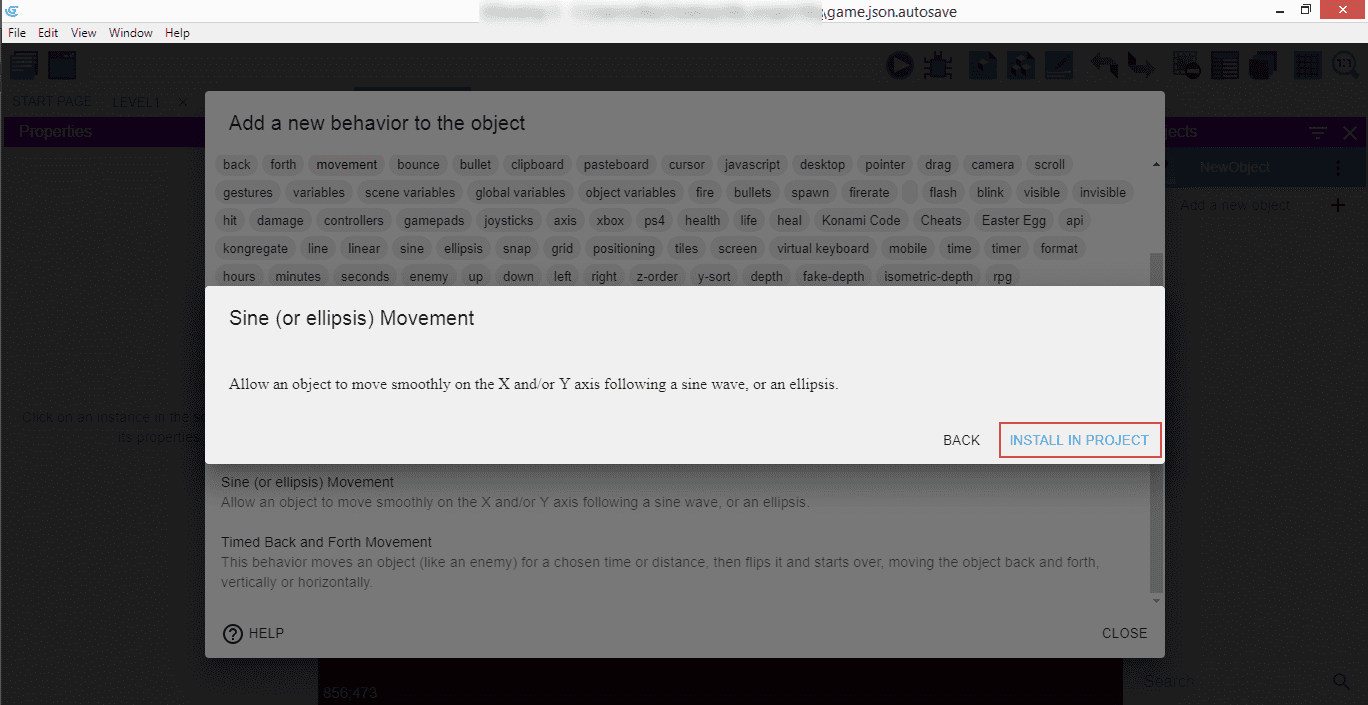 \game.json.autosave
File Edit View Window Help
START PAGE LEVEL1 ×
Properties
Add a new behavior to the object
back forth movement bounce bullet clipboard pasteboard cursor javascript desktop pointer drag camera scroll
gestures variables scene variables global variables object variables fire bullets spawn firerate flash blink visible invisible
hit damage controllers gamepads joysticks axis xbox ps4 health life heal Konami Code Cheats Easter Egg api
kongregate line linear sine ellipsis snap grid positioning tiles screen virtual keyboard mobile time timer format
hours minutes seconds enemy up down left right z-order y-sort depth fake-depth isometric-depth rpg
Sine (or ellipsis) Movement
Allow an object to move smoothly on the X and/or Y axis following a sine wave, or an ellipsis.
BACK INSTALL IN PROJECT
Sine (or ellipsis) Movement
Allow an object to move smoothly on the X and/or Y axis following a sine wave, or an ellipsis.
Timed Back and Forth Movement
This behavior moves an object (like an enemy) for a chosen time or distance, then flips it and starts over, moving the object back and forth,
vertically or horizontally.
? HELP
CLOSE
Click on an instance in the s
its properties
856,473
1:1
ects
NewObject
Add a new object
Search